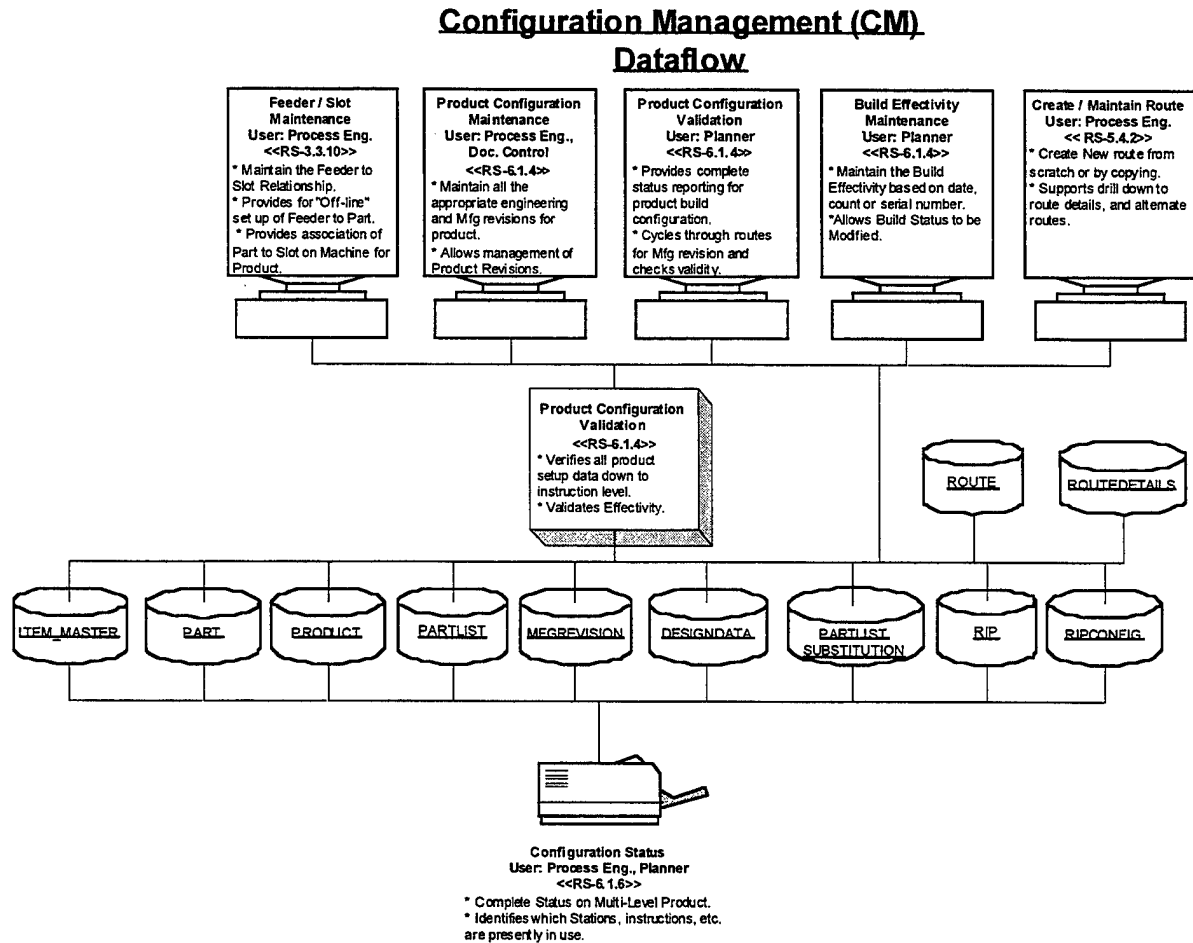 Configuration Management (CM)
Dataflow
Feeder / Slot
Maintenance
User: Process Eng.
<<RS-3.3.10>>
* Maintain the Feeder to
Slot Relationship.
* Provides for "Off-line"
set up of Feeder to Part.
* Provides association of
Part to Slot on Machine for
Product.
Product Configuration
Maintenance
User: Process Eng.,
Doc. Control
<<RS-6.1.4>>
* Maintain all the
appropriate engineering
and Mfg revisions for
product.
* Allows management of
Product Revisions.
Product Configuration
Validation
User: Planner
<<RS-6.1.4>>
* Provides complete
status reporting for
product build
configuration.
* Cycles through routes
for Mfg revision and
checks validity.
Build Effectivity
Maintenance
User: Planner
<<RS-6.1.4>>
* Maintain the Build
Effectivity based on date,
count or serial number.
*Allows Build Status to be
Modified.
Create / Maintain Route
User: Process Eng.
<< RS-5.4.2>>
* Create New route from
scratch or by copying.
* Supports drill down to
route details, and alternate
routes.
Product Configuration
Validation
<<RS-6.1.4>>
* Verifies all product
setup data down to
instruction level.
* Validates Effectivity.
ROUTE
ROUTEDETAILS
ITEM_MASTER
PART
PRODUCT
PARTLIST
MEGREVISION
DESIGNDATA
PARTLIST
SUBSTITUTION
RIP
RIPCONFIG
Configuration Status
User: Process Eng., Planner
<<RS-6.1.6>>
* Complete Status on Multi-Level Product.
* Identifies which Stations, instructions, etc.
are presently in use.